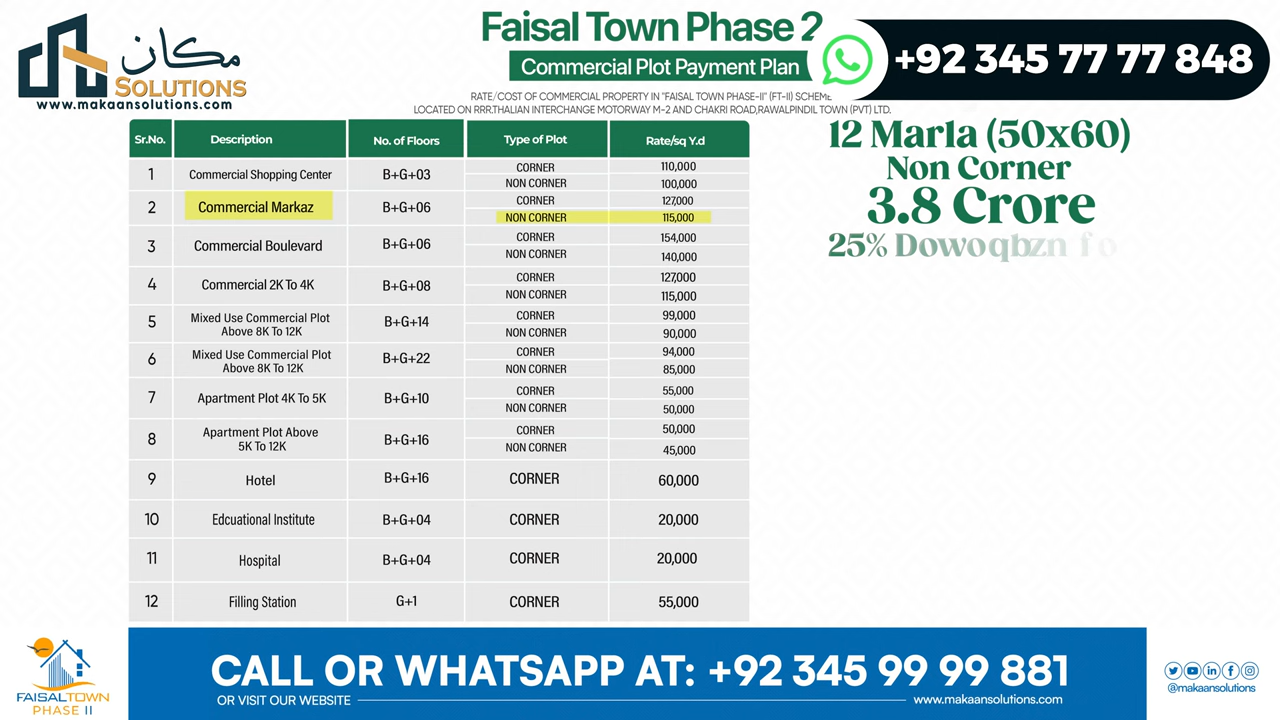 مكان
SOLUTIONS
www.makaansolutions.com
Faisal Town Phase 2
Commercial Plot Payment Plan
+92 345 77 77 848
RATE/COST OF COMMERCIAL PROPERTY IN "FAISAL TOWN PHASE-II" (FT-II) SCHEME
LOCATED ON RRR.THALIAN INTERCHANGE MOTORWAY M-2 AND CHAKRI ROAD,RAWALPINDIL TOWN (PVT) LTD.
Sr.No. Description No. of Floors Type of Plot Rate/sq Y.d
1 Commercial Shopping Center B+G+03 CORNER 110,000
NON CORNER 100,000
2 Commercial Markaz B+G+06 CORNER 127,000
NON CORNER 115,000
3 Commercial Boulevard B+G+06 CORNER 154,000
NON CORNER 140,000
4 Commercial 2K To 4K B+G+08 CORNER 127,000
NON CORNER 115,000
5 Mixed Use Commercial Plot Above 8K To 12K B+G+14 CORNER 99,000
NON CORNER 90,000
6 Mixed Use Commercial Plot Above 8K To 12K B+G+22 CORNER 94,000
NON CORNER 85,000
7 Apartment Plot 4K To 5K B+G+10 CORNER 55,000
NON CORNER 50,000
8 Apartment Plot Above 5K To 12K B+G+16 CORNER 50,000
NON CORNER 45,000
9 Hotel B+G+16 CORNER 60,000
10 Edcuational Institute B+G+04 CORNER 20,000
11 Hospital B+G+04 CORNER 20,000
12 Filling Station G+1 CORNER 55,000
12 Marla (50x60)
Non Corner
3.8 Crore
25%
FAISALTOWN
PHASE II
CALL OR WHATSAPP AT: +92 345 99 99 881
OR VISIT OUR WEBSITE www.makaansolutions.com
@makaansolutions